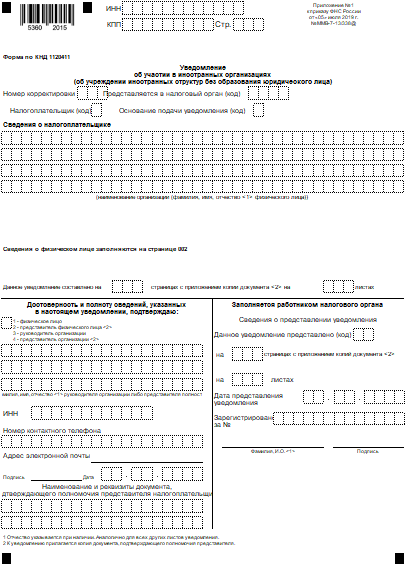 5360 2015
ИНН
КПП Стр.
Приложение №1
к приказу ФНС России
от «05» июля 2019 г.
№ММВ-7-13/338@
Форма по КНД 1120411
Уведомление
об участии в иностранных организациях
(об учреждении иностранных структур без образования юридического лица)
Номер корректировки Представляется в налоговый орган (код)
Налогоплательщик (код) Основание подачи уведомления (код)
Сведения о налогоплательщике
(наименование организации (фамилия, имя, отчество <1> физического лица))
Сведения о физическом лице заполняются на странице 002
Данное уведомление составлено на страницах с приложением копии документа <2> на листах
Достоверность и полноту сведений, указанных
в настоящем уведомлении, подтверждаю:
1 - физическое лицо
2 - представитель физического лица <2>
3 - руководитель организации
4 - представитель организации <2>
амилия, имя, отчество <1> руководителя организации либо представителя полност
ИНН
Номер контактного телефона
Адрес электронной почты
Подпись Дата . .
Наименование и реквизиты документа,
дтверждающего полномочия представителя налогоплательщи
Заполняется работником налогового органа
Сведения о представлении уведомления
Данное уведомление представлено (код)
на страницах с приложением копий документа <2>
на листах
Дата представления
уведомления . .
Зарегистрировано
за №
Фамилия, И.О. <1> Подпись
1 Отчество указывается при наличии. Аналогично для всех других листов уведомления.
2 К уведомлению прилагается копия документа, подтверждающего полномочия представителя.